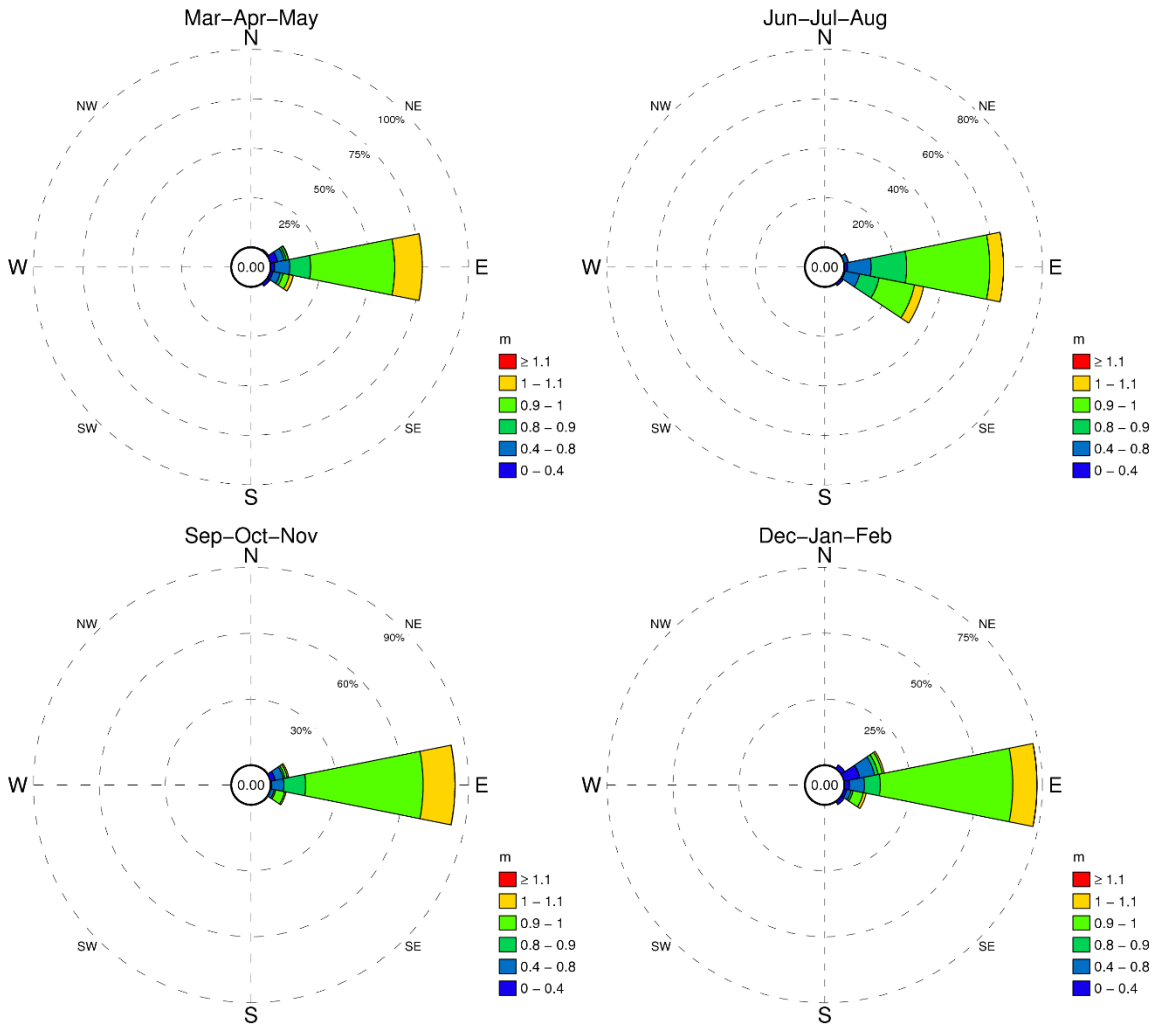 Mar−Apr−May
N
NW
NE
100%
75%
50%
25%
W
0.00
E
SW
SE
S
m
≥ 1.1
1 − 1.1
0.9 − 1
0.8 − 0.9
0.4 − 0.8
0 − 0.4
Jun−Jul−Aug
N
NW
NE
80%
60%
40%
20%
W
0.00
E
SW
SE
S
m
≥ 1.1
1 − 1.1
0.9 − 1
0.8 − 0.9
0.4 − 0.8
0 − 0.4
Sep−Oct−Nov
N
NW
NE
90%
60%
30%
W
0.00
E
SW
SE
S
m
≥ 1.1
1 − 1.1
0.9 − 1
0.8 − 0.9
0.4 − 0.8
0 − 0.4
Dec−Jan−Feb
N
NW
NE
75%
50%
25%
W
0.00
E
SW
SE
S
m
≥ 1.1
1 − 1.1
0.9 − 1
0.8 − 0.9
0.4 − 0.8
0 − 0.4